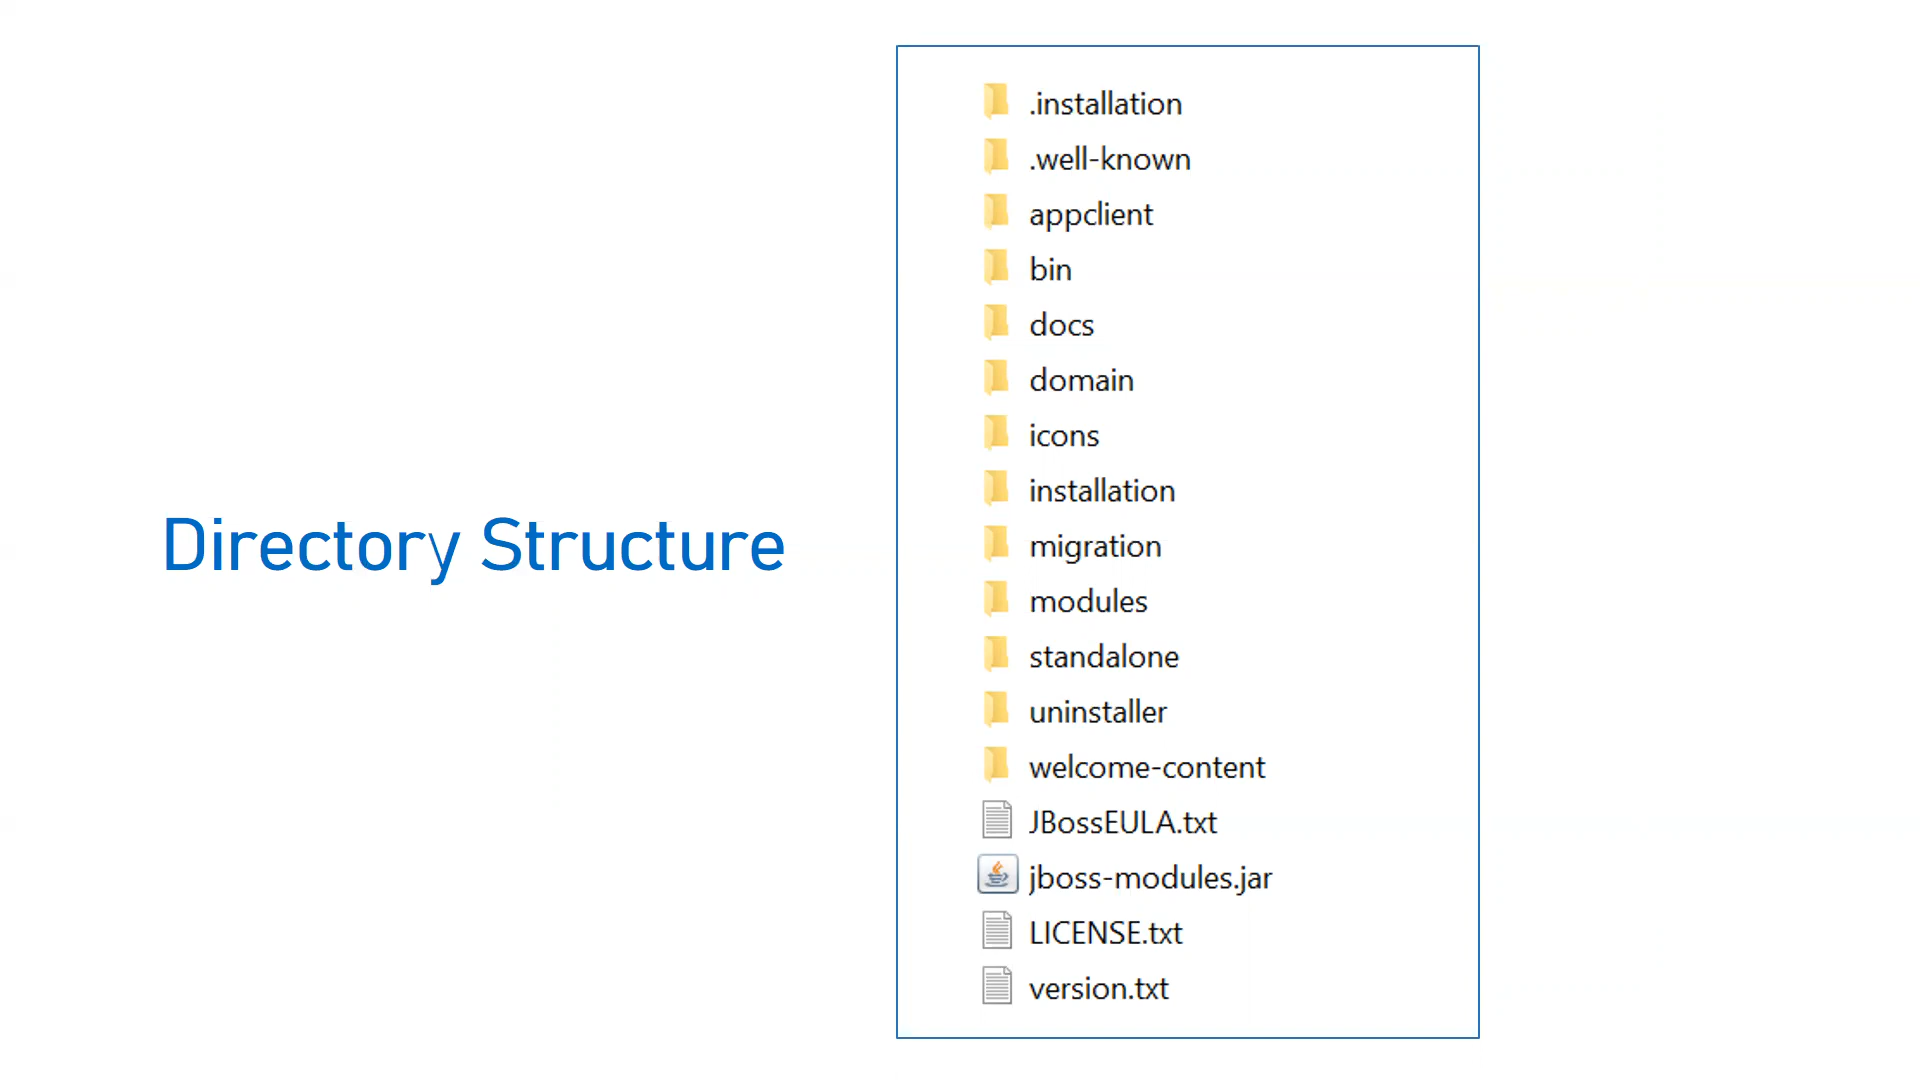 Directory Structure
.installation
.well-known
appclient
bin
docs
domain
icons
installation
migration
modules
standalone
uninstaller
welcome-content
JBossEULA.txt
jboss-modules.jar
LICENSE.txt
version.txt